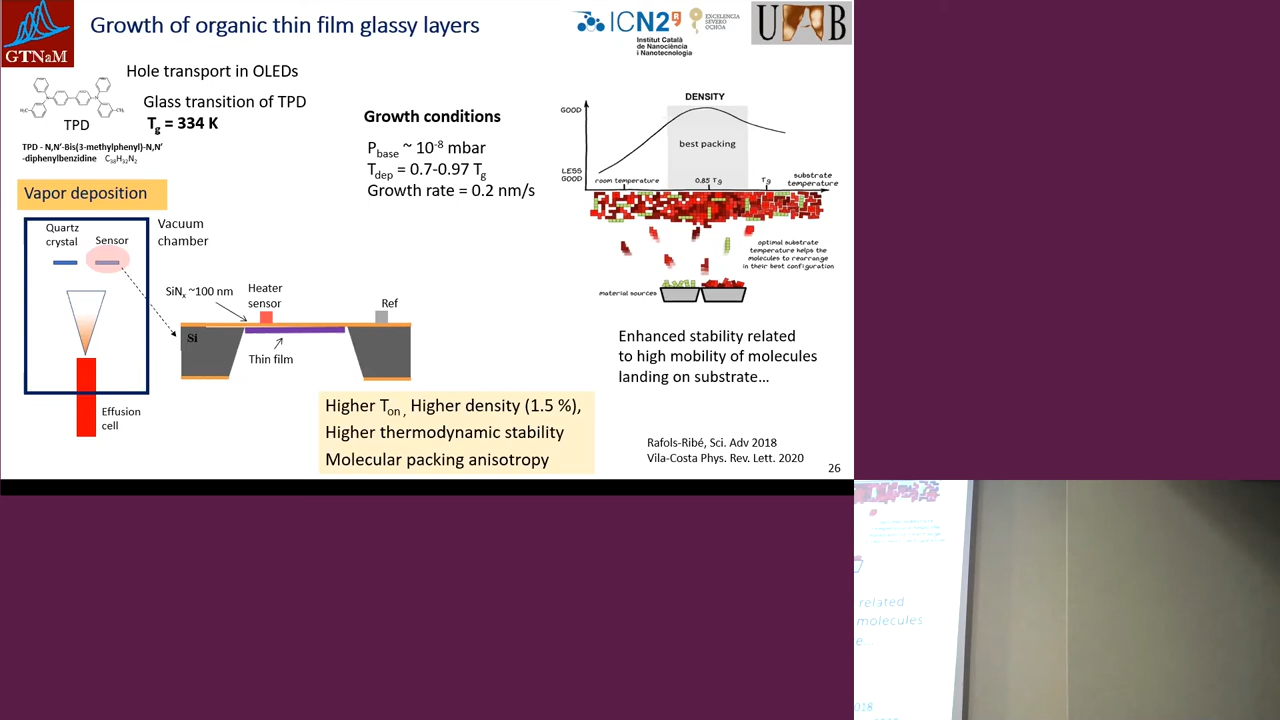 GTNaM
Growth of organic thin film glassy layers
ICN2
Institut Català
de Nanociència
i Nanotecnologia
EXCELENCIA
SEVERO
OCHOA
UAB
Hole transport in OLEDs
Glass transition of TPD
Tg = 334 K
H₃C
CH₃
TPD
TPD - N,N′-Bis(3-methylphenyl)-N,N′
-diphenylbenzidine C₃₈H₃₂N₂
Growth conditions
Pbase ~ 10⁻⁸ mbar
Tdep = 0.7-0.97 Tg
Growth rate = 0.2 nm/s
DENSITY
GOOD
best packing
LESS
GOOD
room temperature
0.85 Tg
Tg
substrate
temperature
optimal substrate
temperature helps the
molecules to rearrange
in their best configuration
material sources
Vapor deposition
Quartz
crystal
Sensor
Vacuum
chamber
Effusion
cell
SiNx ~100 nm
Heater
sensor
Ref
Si
Thin film
Enhanced stability related
to high mobility of molecules
landing on substrate…
Higher Ton , Higher density (1.5 %),
Higher thermodynamic stability
Molecular packing anisotropy
Rafols-Ribé, Sci. Adv 2018
Vila-Costa Phys. Rev. Lett. 2020
26
related
molecules
e...
018